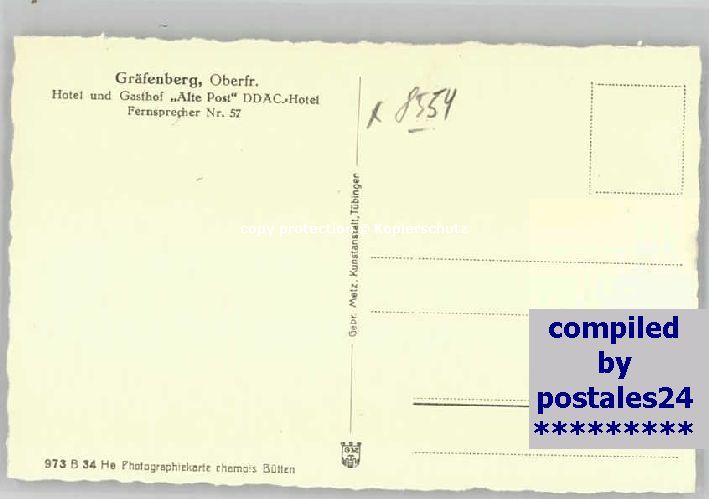 Gräfenberg, Oberfr.
Hotel und Gasthof „Alte Post" DDAC-Hotel
Fernsprecher Nr. 57
x 8554
copy protection Kopierschutz
Gebr. Metz, Kunstanstalt, Tübingen
compiled
by
postales24
*********
973 B 34 He Photographiekarte chamois Bütten